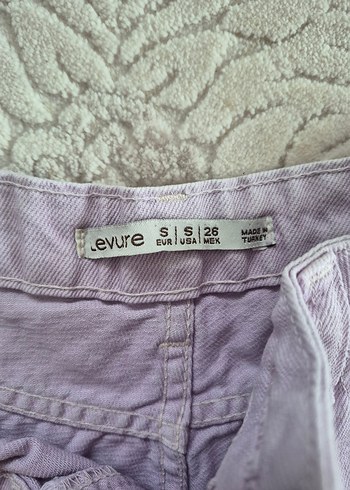 Levure
S | S | 26
EUR | USA | MEX
MADE IN
TURKEY